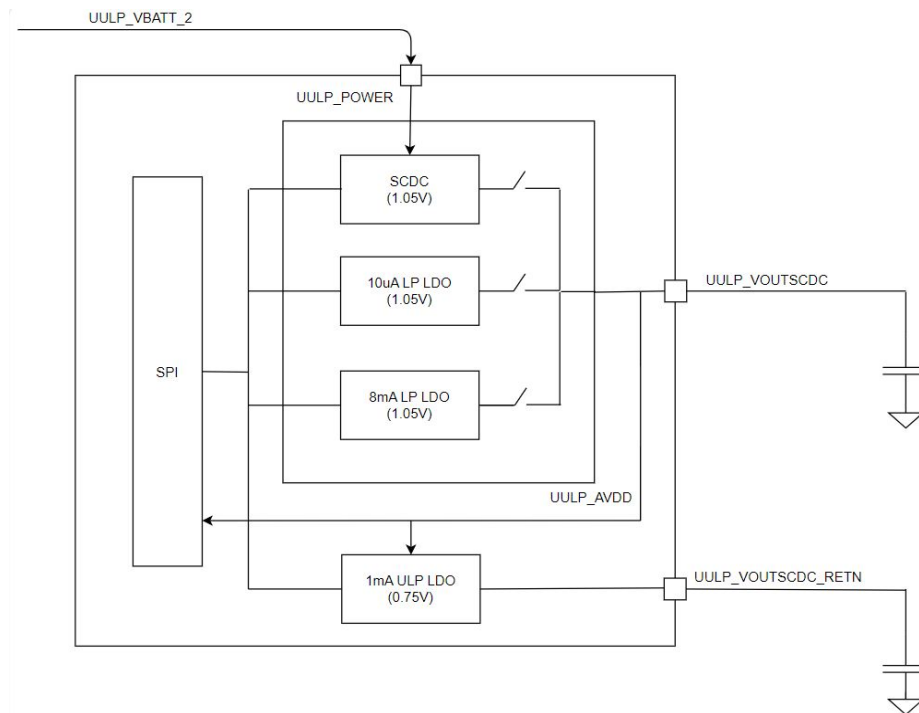 UULP_VBATT_2
UULP_POWER
SCDC
(1.05V)
10uA LP LDO
(1.05V)
UULP_VOUTSCDC
SPI
8mA LP LDO
(1.05V)
UULP_AVDD
1mA ULP LDO
(0.75V)
UULP_VOUTSCDC_RETN